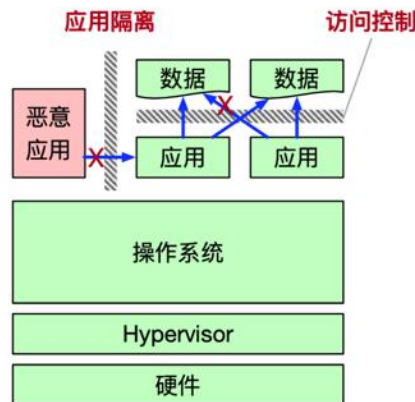 应用隔离
访问控制
数据
数据
恶意
应用
应用
应用
操作系统
Hypervisor
硬件